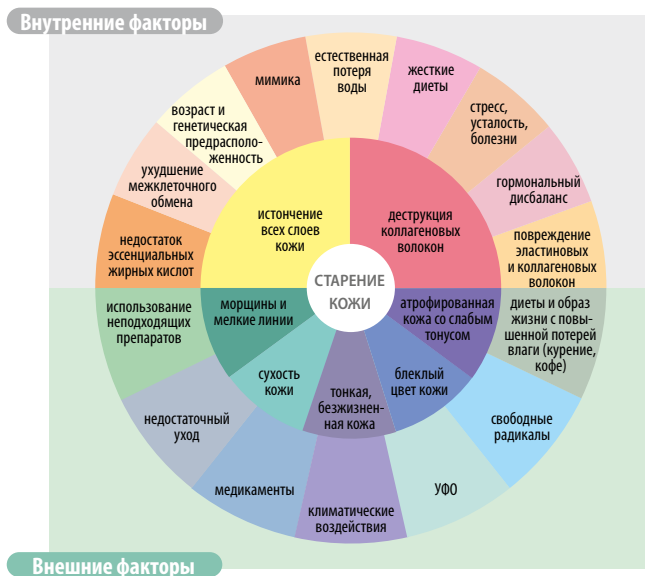 Внутренние факторы
естественная
потеря
воды
мимика
жесткие
диеты
возраст и
генетическая
предраспо­ло-
женность
стресс,
усталость,
болезни
ухудшение
межклеточного
обмена
гормональный
дисбаланс
недостаток
эссенциальных
жирных кислот
истончение
всех слоев
кожи
деструкция
коллагеновых
волокон
повреждение
эластиновых
и коллагеновых
волокон
СТАРЕНИЕ
КОЖИ
использование
неподходящих
препаратов
морщины и
мелкие линии
атрофированная
кожа со слабым
тонусом
диеты и образ
жизни с повы-
шенной потерей
влаги (курение,
кофе)
сухость
кожи
тонкая,
безжизнен-
ная кожа
блеклый
цвет кожи
недостаточный
уход
свободные
радикалы
медикаменты
климатические
воздействия
УФО
Внешние факторы